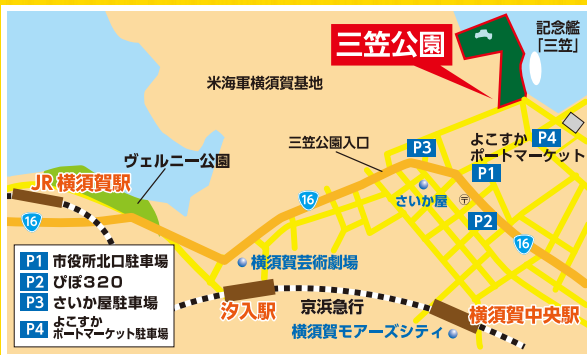 三笠公園
記念艦
「三笠」
米海軍横須賀基地
三笠公園入口
P3
よこすか P4
ポートマーケット
P1
ヴェルニー公園
JR 横須賀駅
さいか屋
〒
16
16
P2
16
横須賀芸術劇場
P1 市役所北口駐車場
P2 ぴぽ320
P3 さいか屋駐車場
P4 よこすか
ポートマーケット駐車場
汐入駅
京浜急行
横須賀中央駅
横須賀モアーズシティ